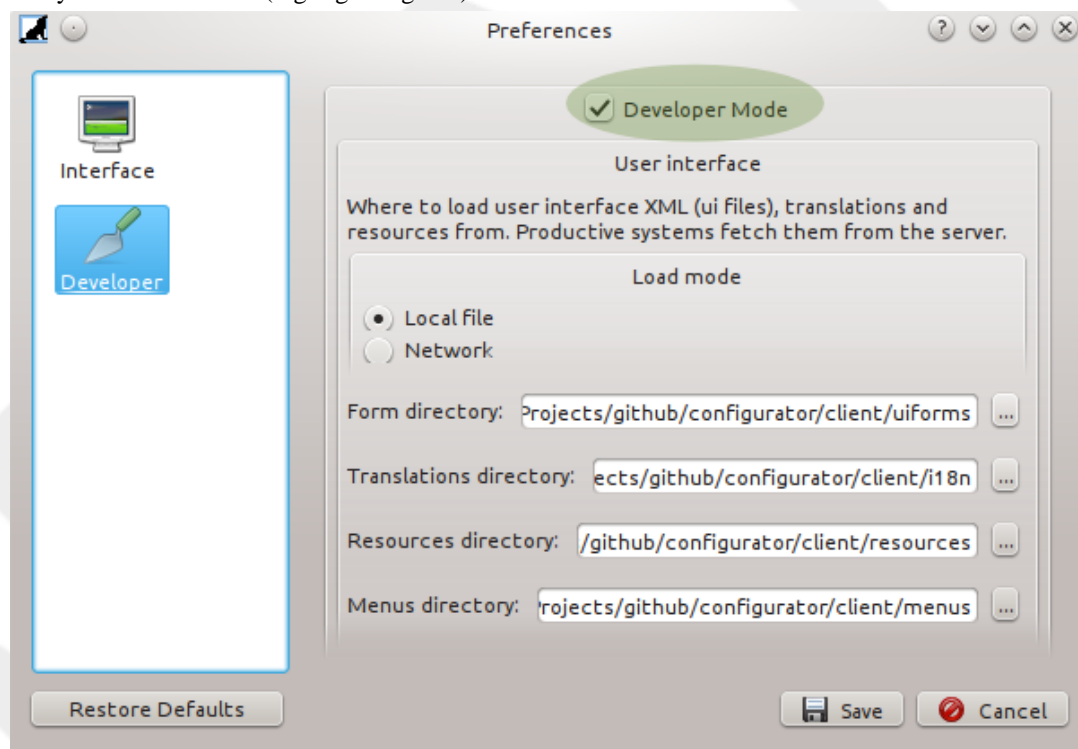 Preferences
Interface
Developer
Developer Mode
User interface
Where to load user interface XML (ui files), translations and
resources from. Productive systems fetch them from the server.
Load mode
Local file
Network
Form directory: Projects/github/configurator/client/uiforms ...
Translations directory: ects/github/configurator/client/i18n ...
Resources directory: /github/configurator/client/resources ...
Menus directory: rojects/github/configurator/client/menus ...
Restore Defaults
Save
Cancel